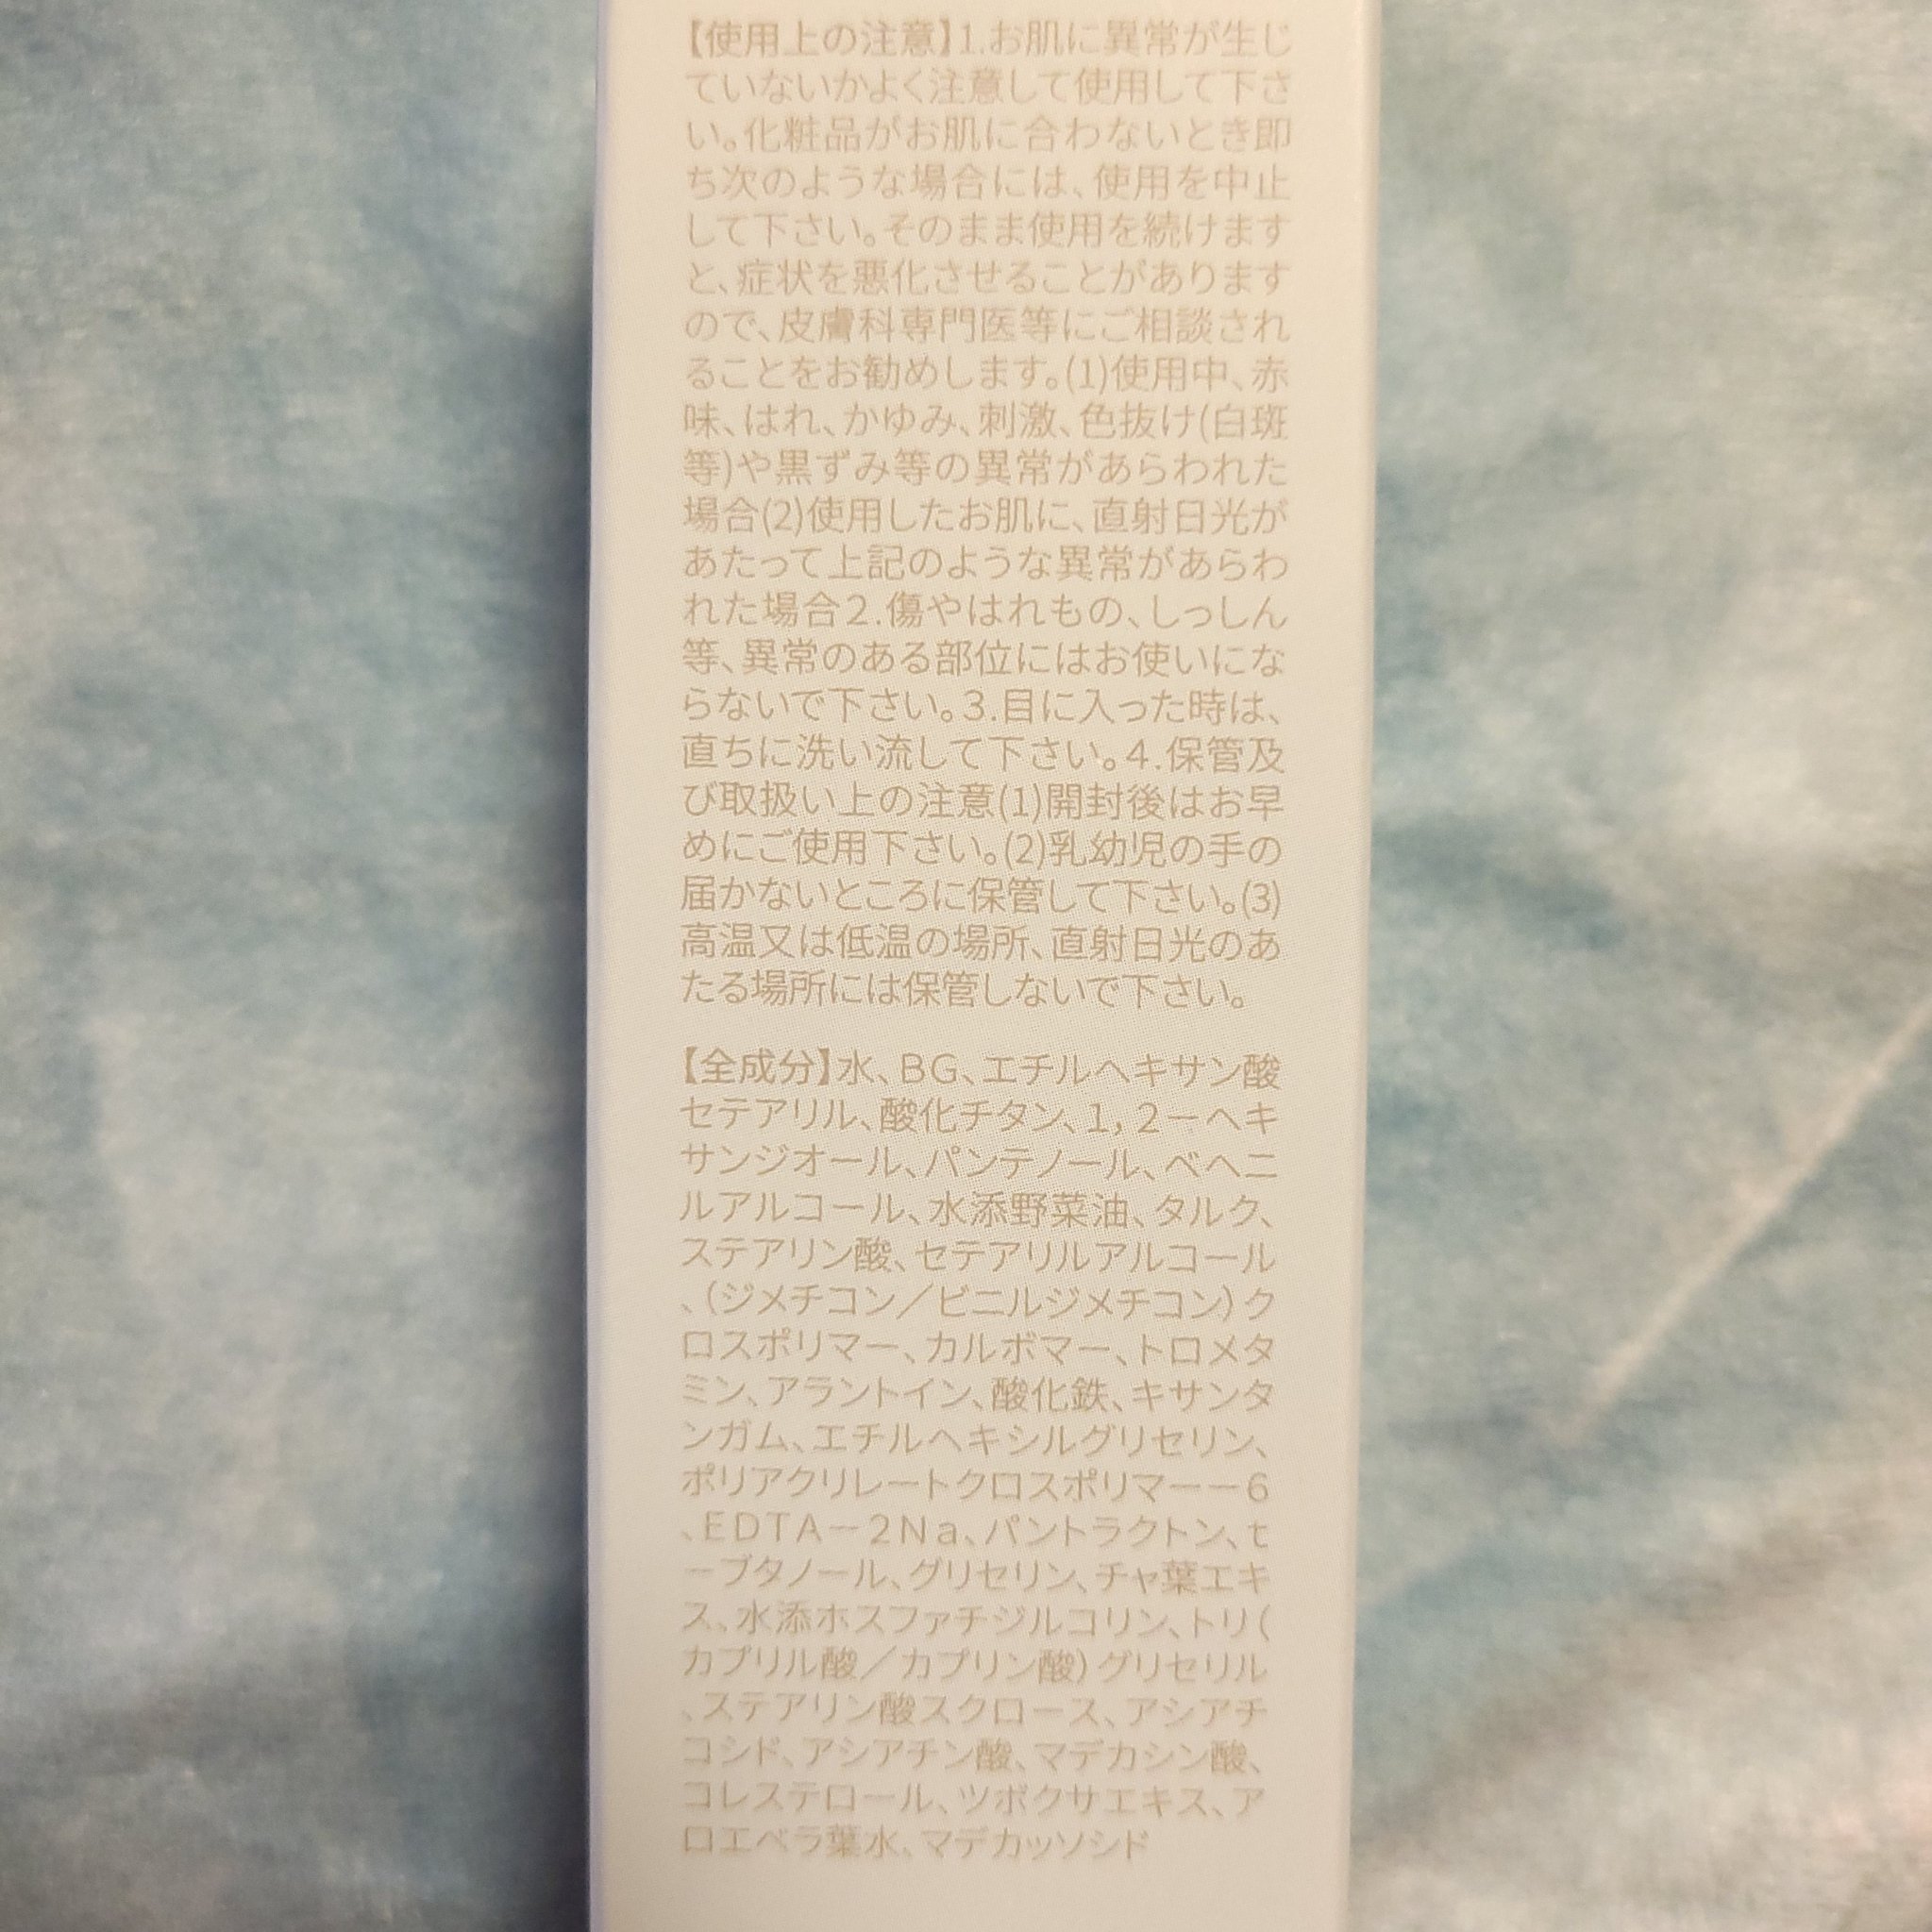 【使用上の注意】1.お肌に異常が生じ
ていないかよく注意して使用して下さ
い。化粧品がお肌に合わないとき即
ち次のような場合には、使用を中止
して下さい。そのまま使用を続けます
と、症状を悪化させることがあります
ので、皮膚科専門医等にご相談され
ることをお勧めします。(1)使用中、赤
味、はれ、かゆみ、刺激、色抜け(白斑
等)や黒ずみ等の異常があらわれた
場合(2)使用したお肌に、直射日光が
あたって上記のような異常があらわ
れた場合2.傷やはれもの、しっしん
等、異常のある部位にはお使いにな
らないで下さい。3.目に入った時は、
直ちに洗い流して下さい。4.保管及
び取扱い上の注意(1)開封後はお早
めにご使用下さい。(2)乳幼児の手の
届かないところに保管して下さい。(3)
高温又は低温の場所、直射日光のあ
たる場所には保管しないで下さい。
【全成分】水、BG、エチルヘキサン酸
セテアリル、酸化チタン、1,2－ヘキ
サンジオール、パンテノール、ベヘニ
ルアルコール、水添野菜油、タルク、
ステアリン酸、セテアリルアルコール
、(ジメチコン／ビニルジメチコン)ク
ロスポリマー、カルボマー、トロメタ
ミン、アラントイン、酸化鉄、キサンタ
ンガム、エチルヘキシルグリセリン、
ポリアクリレートクロスポリマー－6
、EDTA－2Na、パントラクトン、t
－ブタノール、グリセリン、チャ葉エキ
ス、水添ホスファチジルコリン、トリ(
カプリル酸／カプリン酸)グリセリル
、ステアリン酸スクロース、アシアチ
コシド、アシアチン酸、マデカシン酸、
コレステロール、ツボクサエキス、ア
ロエベラ葉水、マデカッソシド